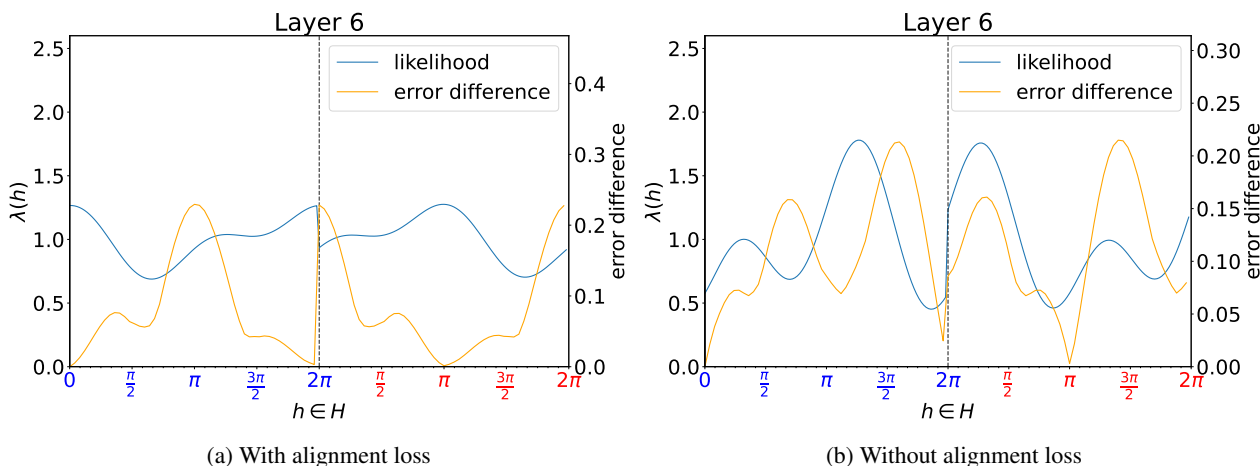 Layer 6
2.5
2.0
1.5
1.0
0.5
0.0
λ(h)
likelihood
error difference
0.4
0.3
0.2
0.1
0.0
error difference
0 π/2 π 3π/2 2π π/2 π 3π/2 2π
h ∈ H
(a) With alignment loss
Layer 6
2.5
2.0
1.5
1.0
0.5
0.0
λ(h)
likelihood
error difference
0.30
0.25
0.20
0.15
0.10
0.05
0.00
error difference
0 π/2 π 3π/2 2π π/2 π 3π/2 2π
h ∈ H
(b) Without alignment loss